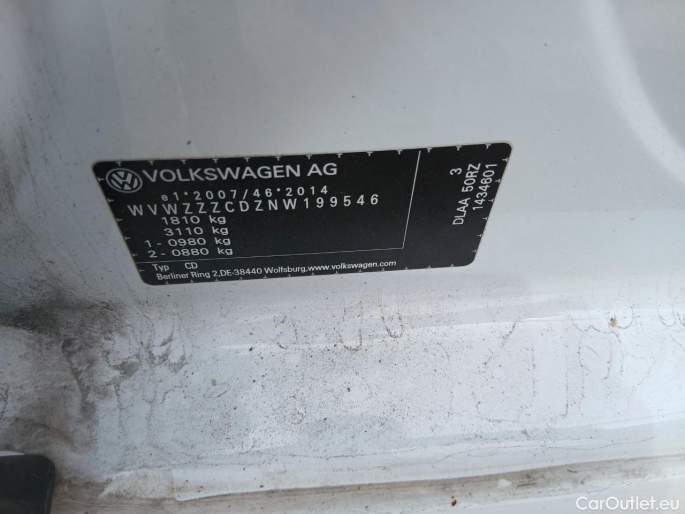 VOLKSWAGEN AG
e1*2007/46*2014
WVWZZZCDZNW199546
1810 kg
3110 kg
1 - 0980 kg
2 - 0880 kg
Typ CD
Berliner Ring 2,DE-38440 Wolfsburg,www.volkswagen.com
3
DLAA 50RZ
1434601
CarOutlet.eu